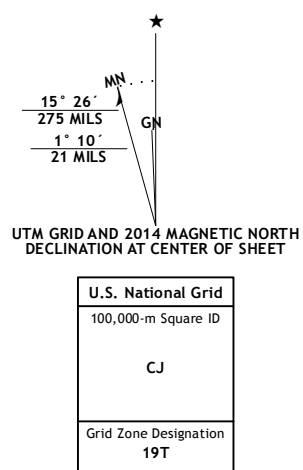 ★
MN
GN
15° 26´
275 MILS
1° 10´
21 MILS
UTM GRID AND 2014 MAGNETIC NORTH
DECLINATION AT CENTER OF SHEET
U.S. National Grid
100,000-m Square ID
CJ
Grid Zone Designation
19T